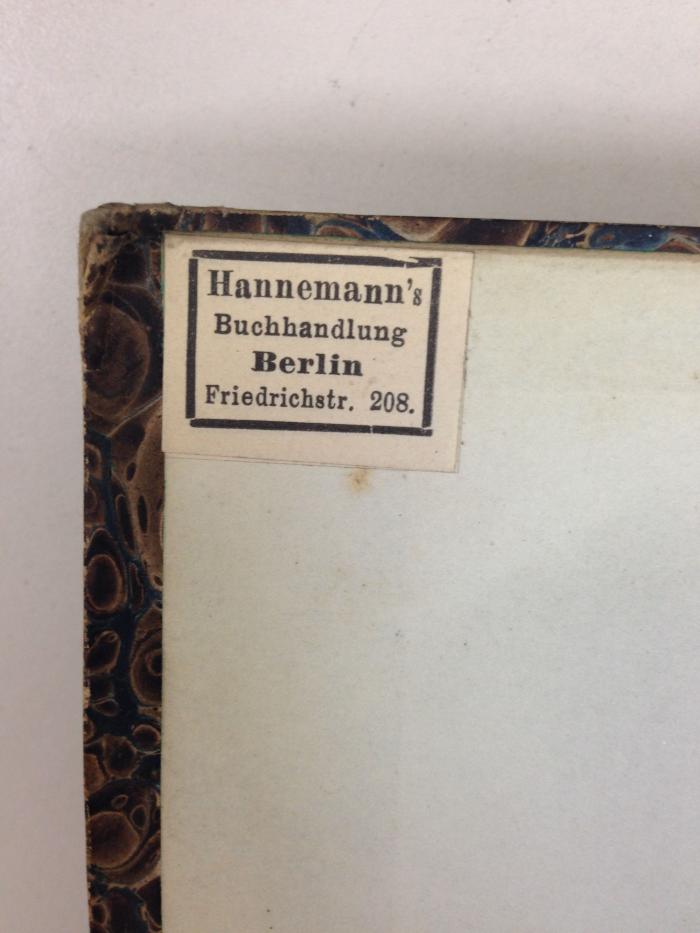 Hannemann's
Buchhandlung
Berlin
Friedrichstr. 208.